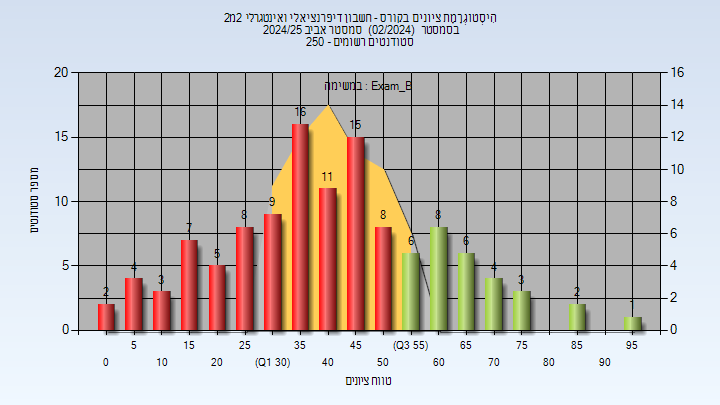 הִיסְטוֹגְרָמַת ציונים בקורס - חשבון דיפרנציאלי ואינטגרלי 2מ2
בסמסטר (02/2024) סמסטר אביב 2024/25
סטודנטים רשומים - 250
במשימה : Exam_B
מספר סטודנטים
20
15
10
5
0
16
14
12
10
8
6
4
2
0
2 4 3 7 5 8 9 16 11 15 8 6 8 6 4 3 2
5 15 25 35 45 (Q3 55) 65 75 85 95
0 10 20 (Q1 30) 40 50 60 70 80 90
טווח ציונים